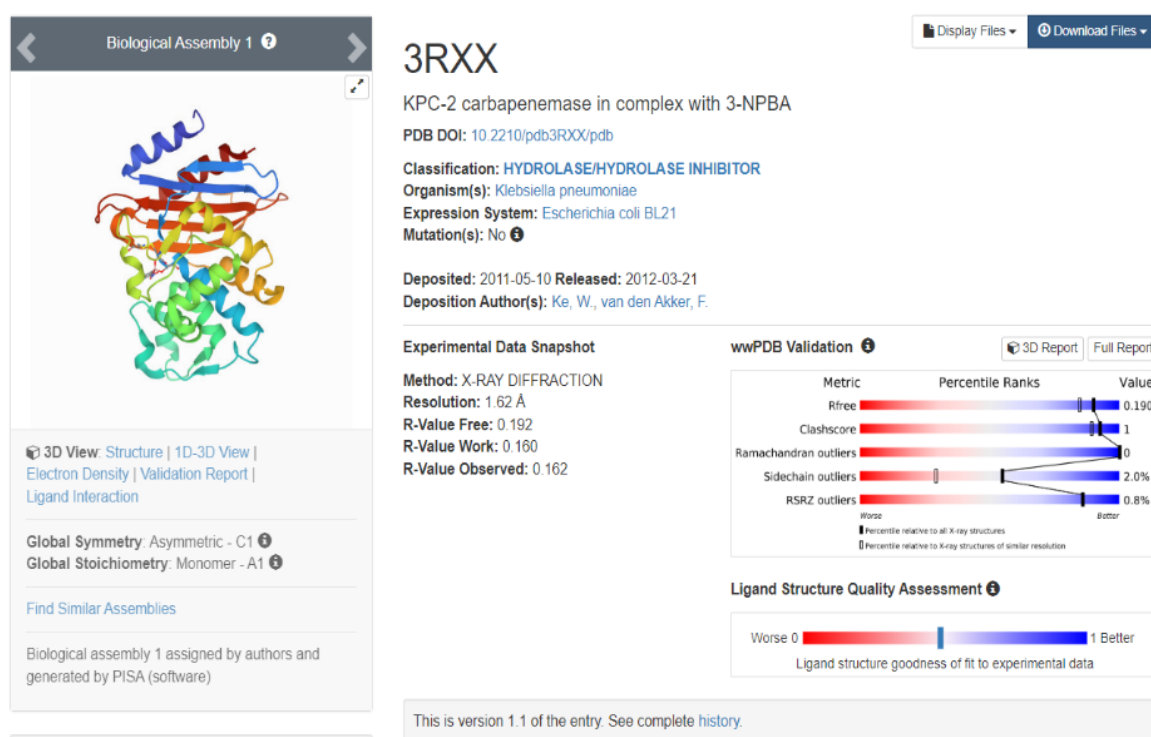 Biological Assembly 1
3D View: Structure | 1D-3D View |
Electron Density | Validation Report |
Ligand Interaction
Global Symmetry: Asymmetric - C1
Global Stoichiometry: Monomer - A1
Find Similar Assemblies
Biological assembly 1 assigned by authors and
generated by PISA (software)
Display Files
Download Files
3RXX
KPC-2 carbapenemase in complex with 3-NPBA
PDB DOI: 10.2210/pdb3RXX/pdb
Classification: HYDROLASE/HYDROLASE INHIBITOR
Organism(s): Klebsiella pneumoniae
Expression System: Escherichia coli BL21
Mutation(s): No
Deposited: 2011-05-10 Released: 2012-03-21
Deposition Author(s): Ke, W., van den Akker, F.
Experimental Data Snapshot
Method: X-RAY DIFFRACTION
Resolution: 1.62 Å
R-Value Free: 0.192
R-Value Work: 0.160
R-Value Observed: 0.162
wwPDB Validation
3D Report
Full Report
Metric Percentile Ranks Value
Rfree 0.190
Clashscore 1
Ramachandran outliers 0
Sidechain outliers 2.0%
RSRZ outliers 0.8%
Worse Better
Percentile relative to all X-ray structures
Percentile relative to X-ray structures of similar resolution
Ligand Structure Quality Assessment
Worse 0 1 Better
Ligand structure goodness of fit to experimental data
This is version 1.1 of the entry. See complete history.